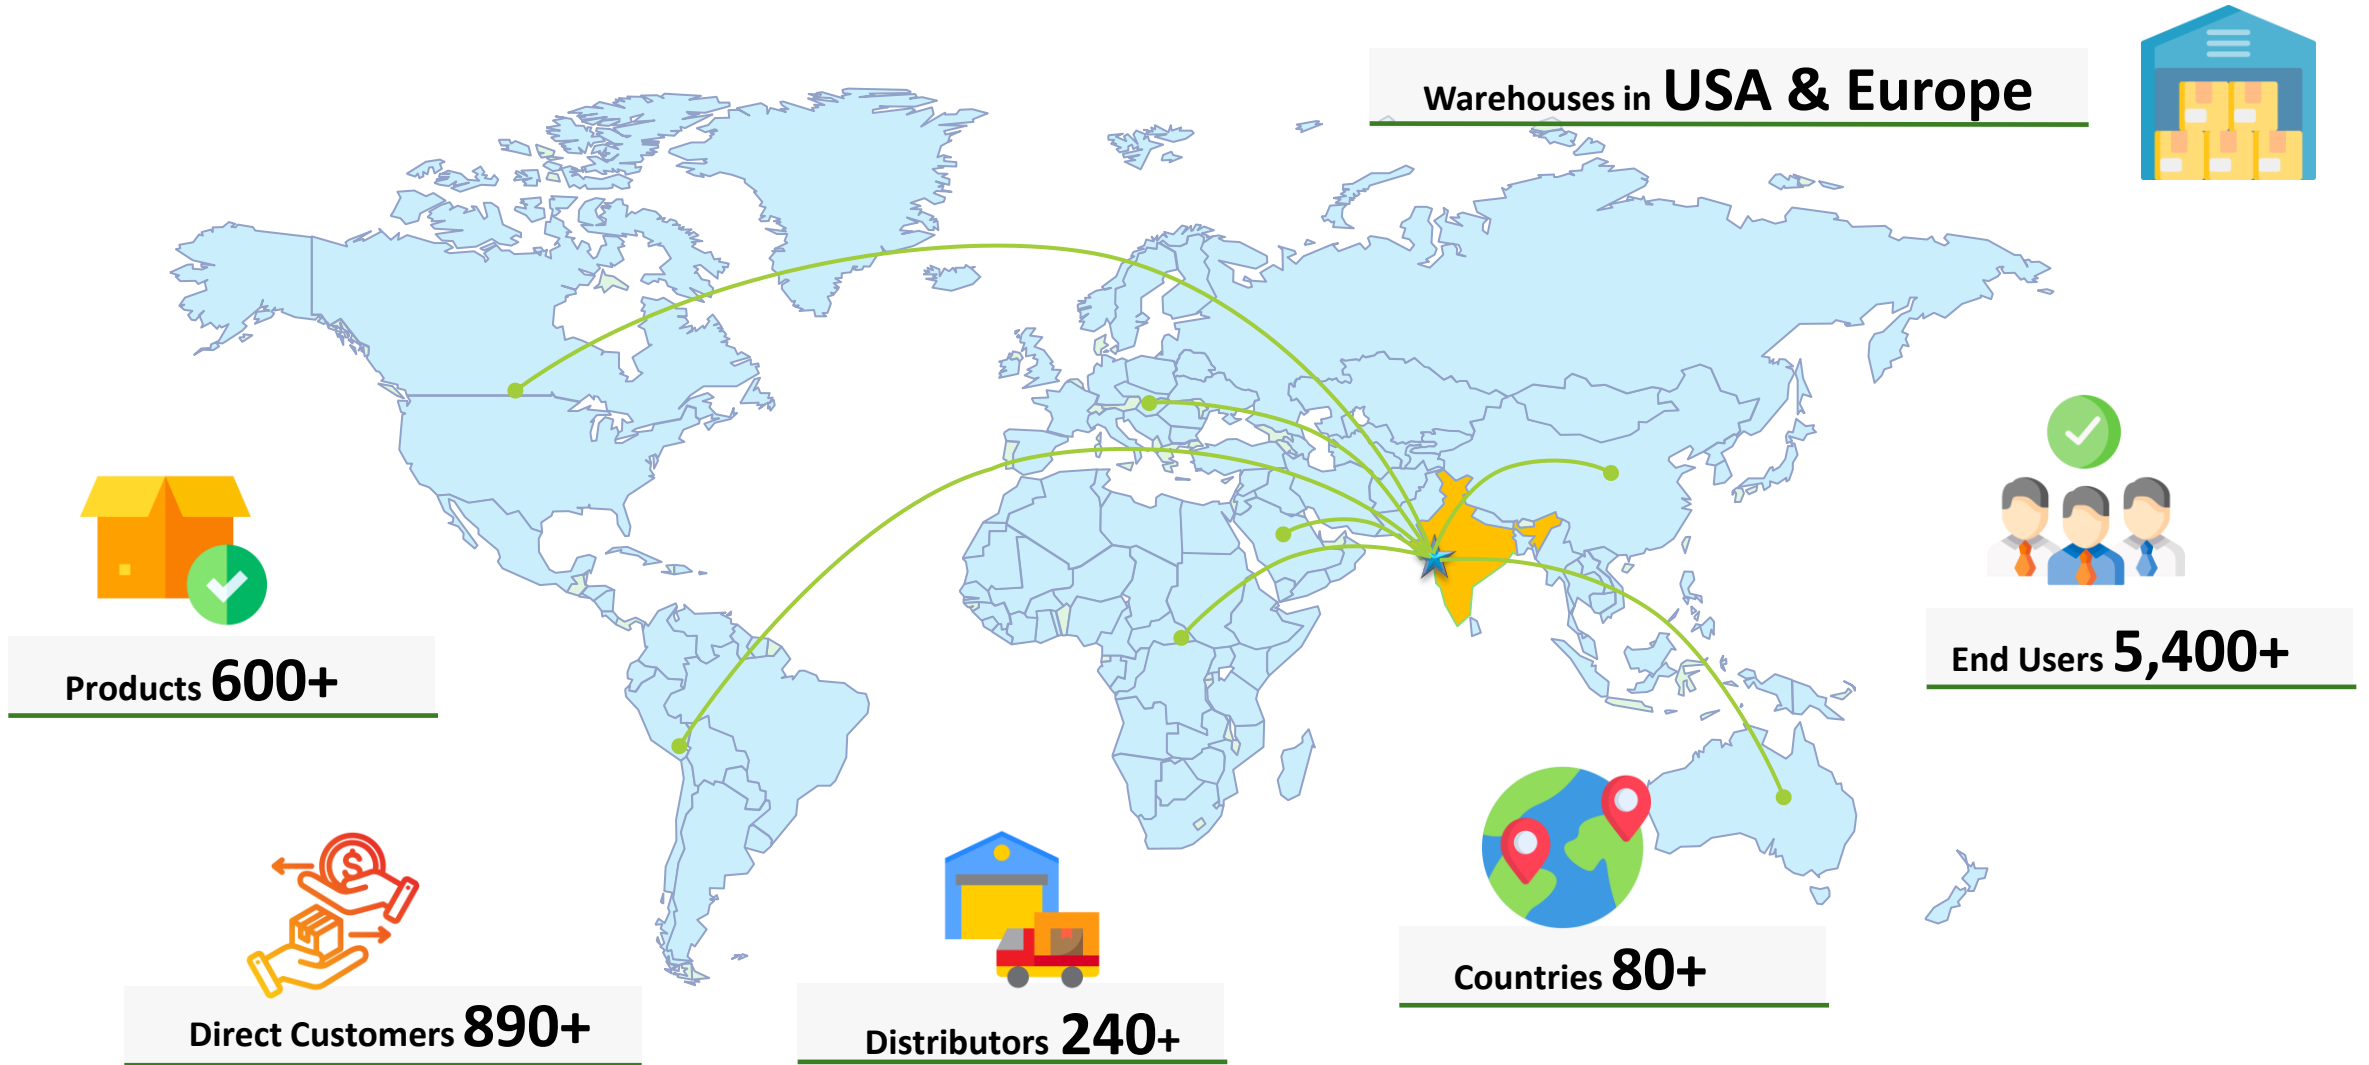 Warehouses in USA & Europe
Products 600+
End Users 5,400+
Direct Customers 890+
Distributors 240+
Countries 80+